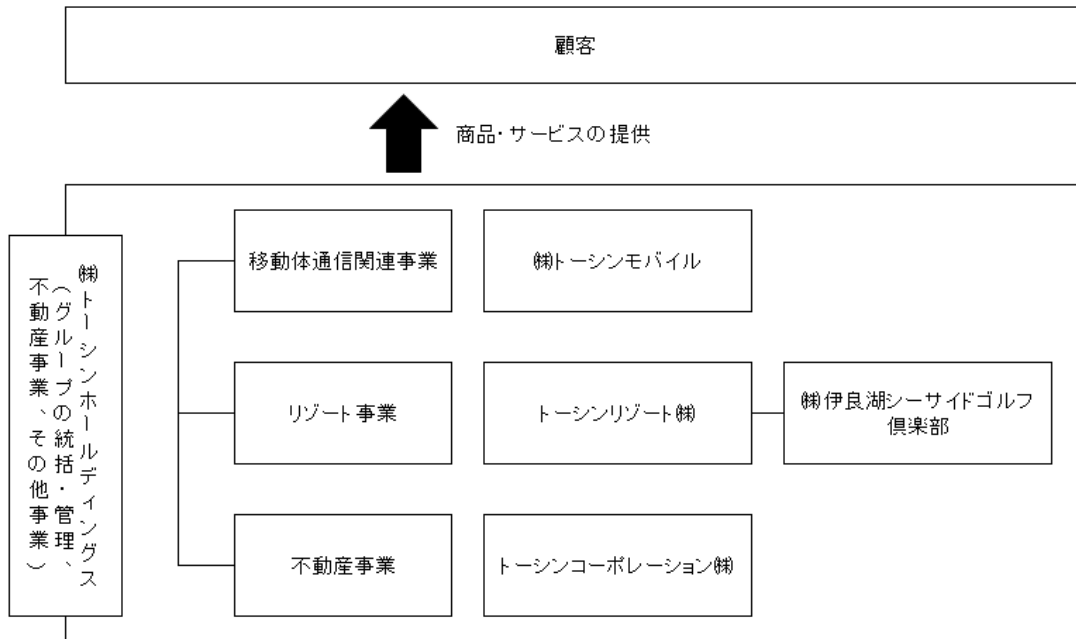 顧客
商品・サービスの提供
㈱トーシンホールディングス
（グループの統括・管理、
不動産事業、その他事業）
移動体通信関連事業
㈱トーシンモバイル
リゾート事業
トーシンリゾート㈱
㈱伊良湖シーサイドゴルフ
倶楽部
不動産事業
トーシンコーポレーション㈱